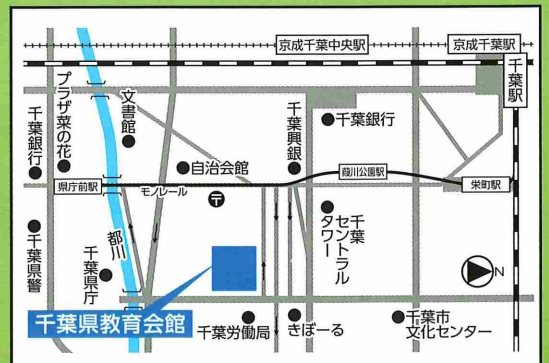 京成千葉中央駅
京成千葉駅
千葉駅
プラザ菜の花
文書館
千葉銀行
千葉興銀
千葉銀行
自治会館
葭川公園駅
県庁前駅
モノレール
栄町駅
〒
都川
千葉県警
千葉県庁
千葉
セントラル
タワー
N
千葉県教育会館
千葉労働局
きぼーる
千葉市
文化センター